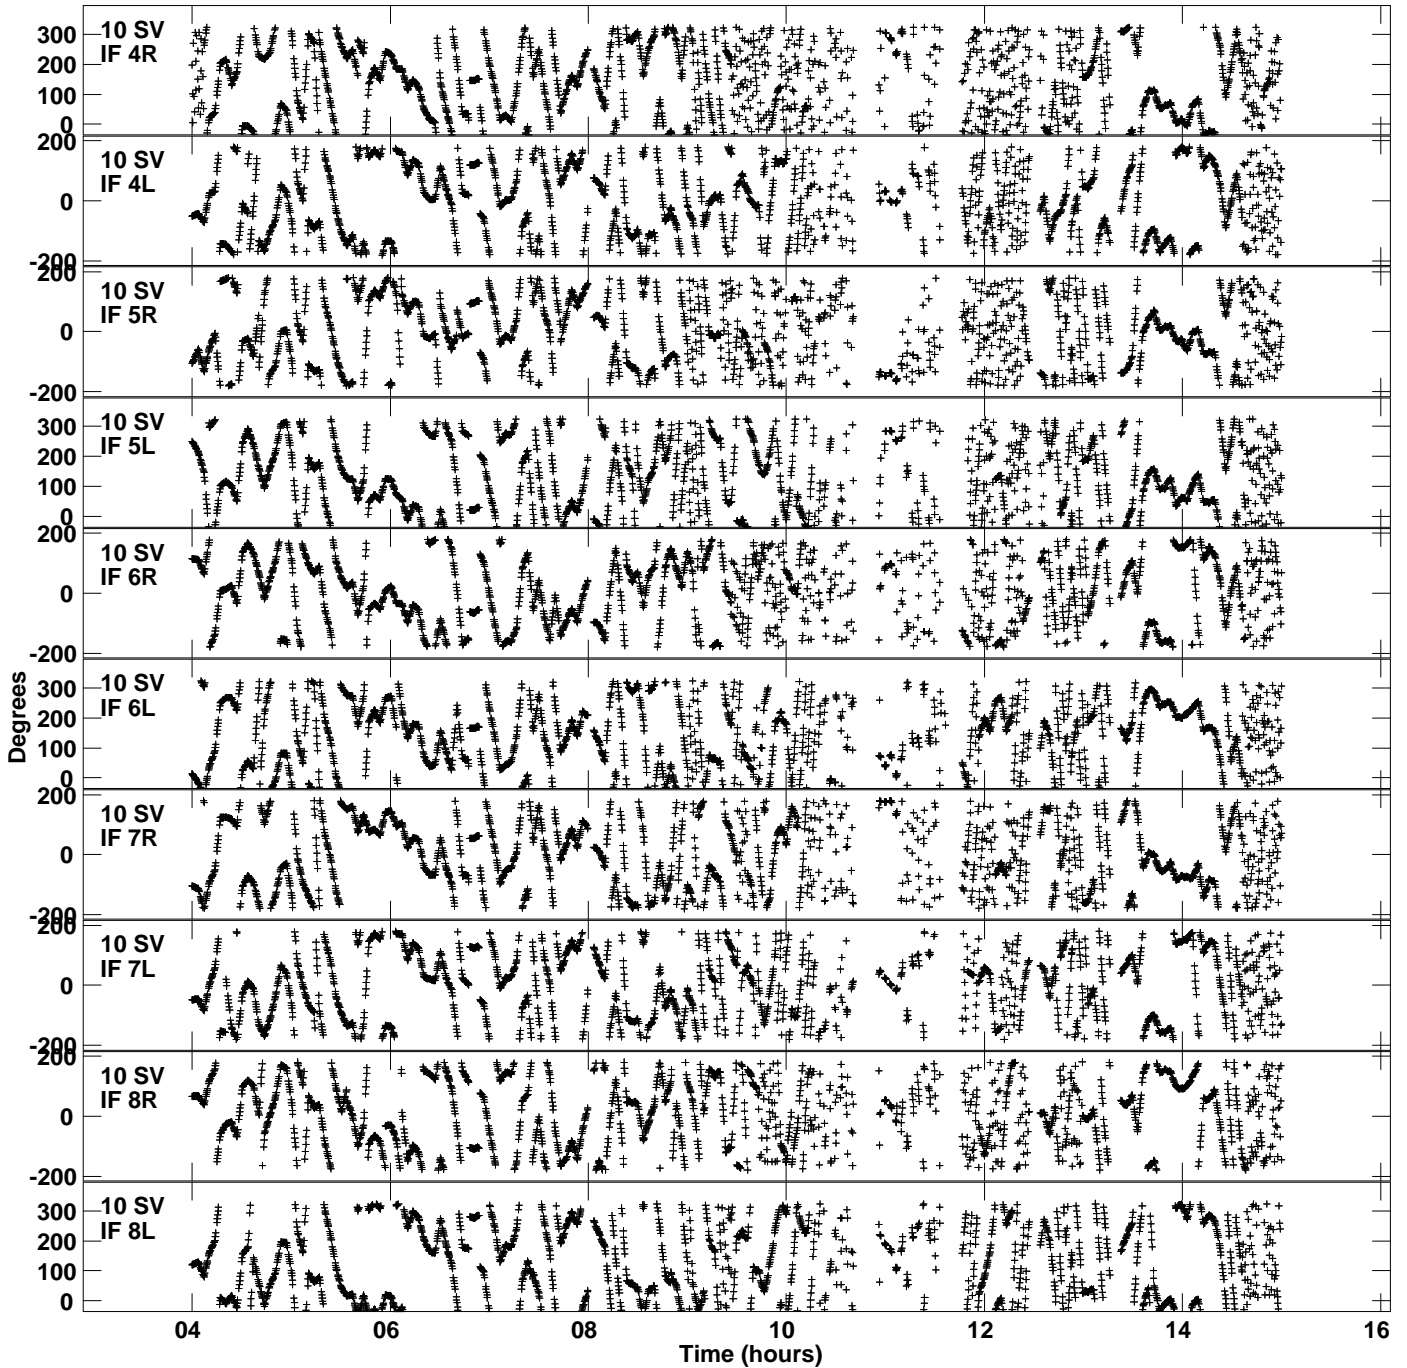 300
200
100
0
10 SV
IF 4R
200
0
-200
10 SV
IF 4L
200
0
-200
10 SV
IF 5R
300
200
100
0
10 SV
IF 5L
200
0
-200
10 SV
IF 6R
300
200
100
0
10 SV
IF 6L
200
0
-200
10 SV
IF 7R
200
0
-200
10 SV
IF 7L
200
0
-200
10 SV
IF 8R
300
200
100
0
10 SV
IF 8L
Degrees
04 06 08 10 12 14 16
Time (hours)